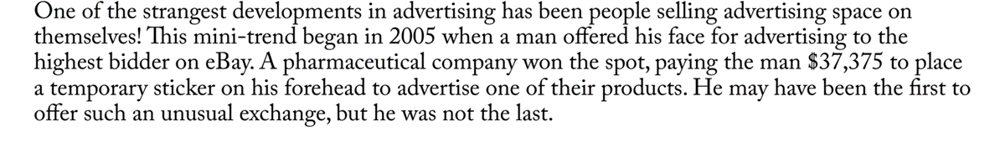 One of the strangest developments in advertising has been people selling advertising space on
themselves! This mini-trend began in 2005 when a man offered his face for advertising to the
highest bidder on eBay. A pharmaceutical company won the spot, paying the man $37,375 to place
a temporary sticker on his forehead to advertise one of their products. He may have been the first to
offer such an unusual exchange, but he was not the last.